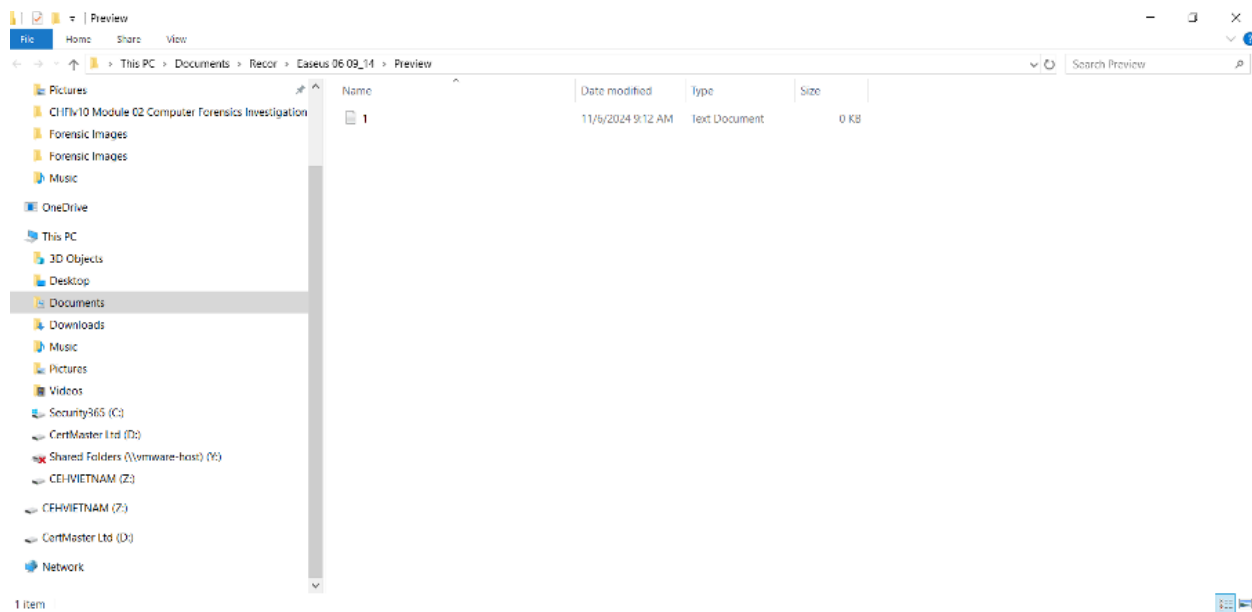 Preview
File Home Share View
This PC > Documents > Recor > Easeus 06 09_14 > Preview
Search Preview
Name Date modified Type Size
1 11/6/2024 9:12 AM Text Document 0 KB
Pictures
CHFIv10 Module 02 Computer Forensics Investigation
Forensic Images
Forensic Images
Music
OneDrive
This PC
3D Objects
Desktop
Documents
Downloads
Music
Pictures
Videos
Security365 (C:)
CertMaster Ltd (D:)
Shared Folders (\\vmware-host) (Y:)
CEHVIETNAM (Z:)
CEHVIETNAM (Z:)
CertMaster Ltd (D:)
Network
1 item